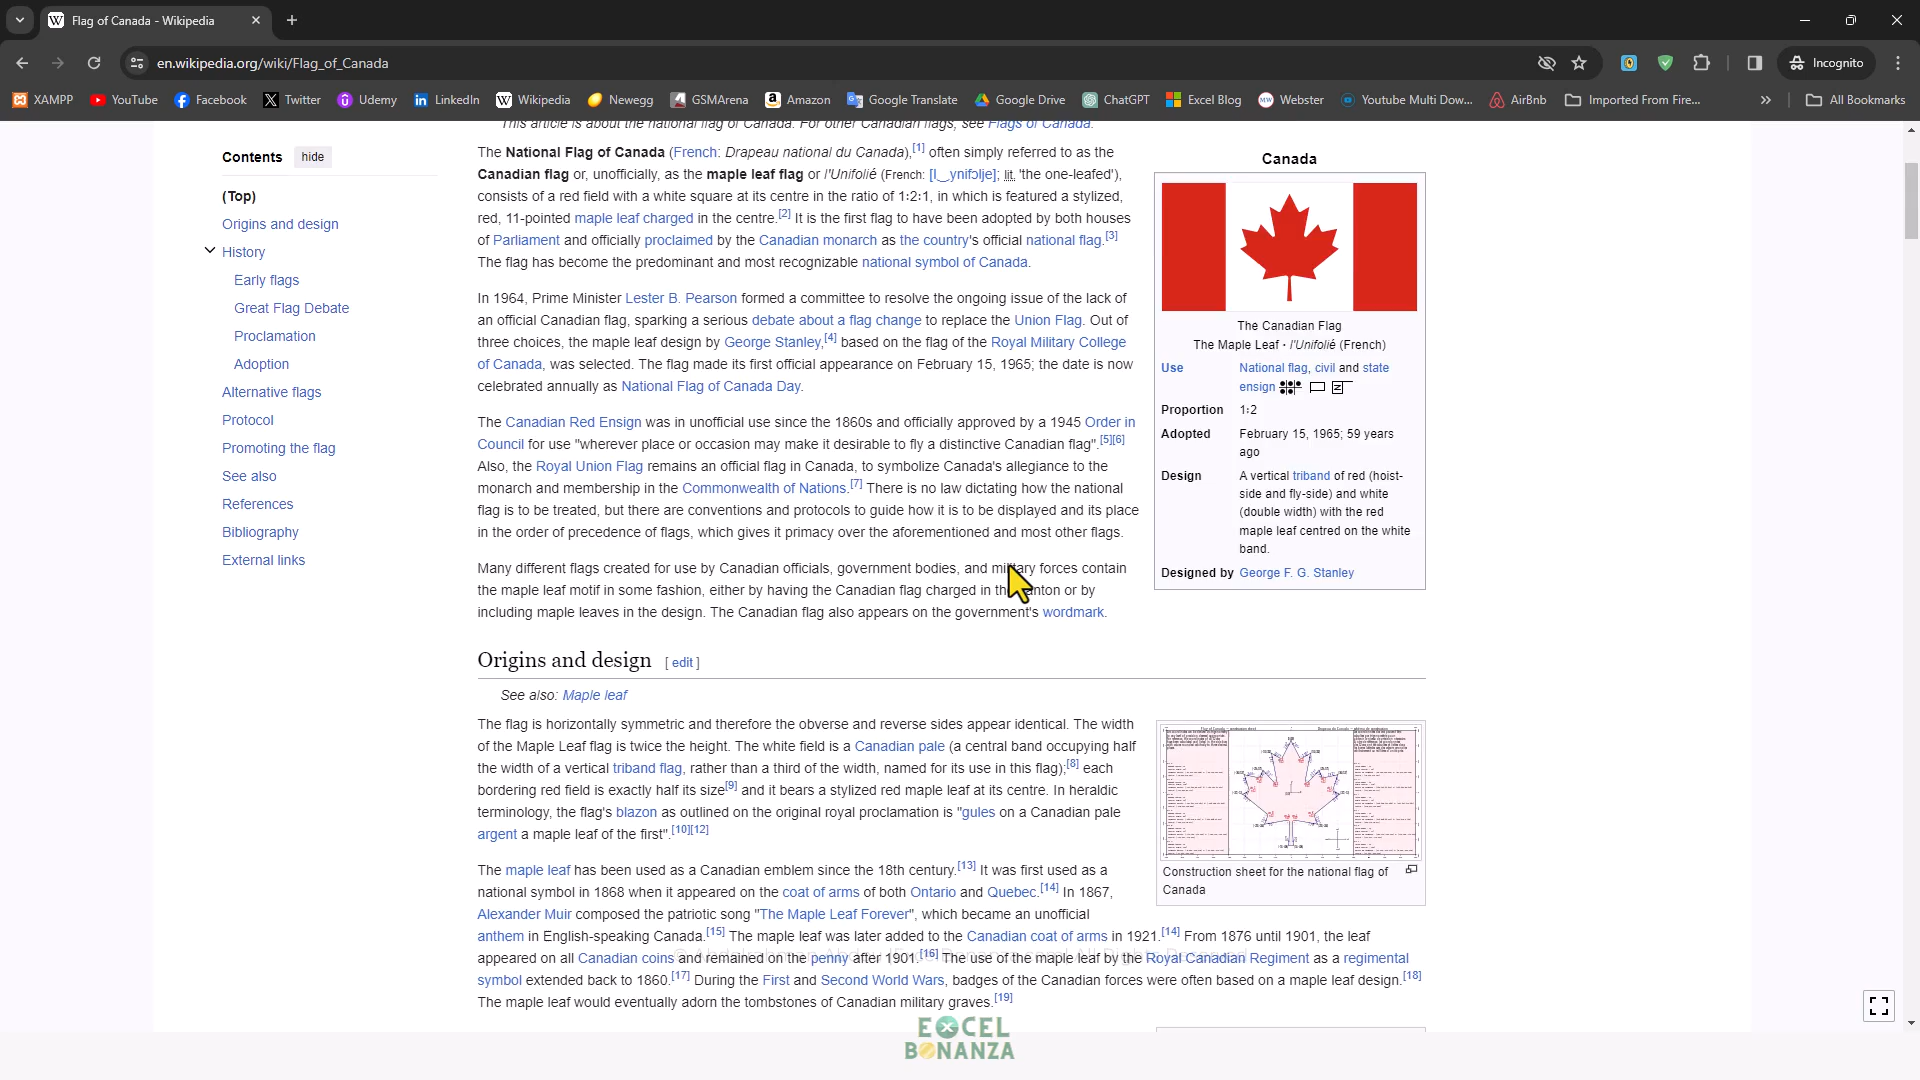 Flag of Canada - Wikipedia
en.wikipedia.org/wiki/Flag_of_Canada
Incognito
XAMPP YouTube Facebook Twitter Udemy LinkedIn Wikipedia Newegg GSMArena Amazon Google Translate Google Drive ChatGPT Excel Blog Webster Youtube Multi Dow... AirBnb Imported From Fire... » All Bookmarks
This article is about the national flag of Canada. For other Canadian flags, see Flags of Canada.
Contents hide
(Top)
Origins and design
History
Early flags
Great Flag Debate
Proclamation
Adoption
Alternative flags
Protocol
Promoting the flag
See also
References
Bibliography
External links
The National Flag of Canada (French: Drapeau national du Canada),[1] often simply referred to as the
Canadian flag or, unofficially, as the maple leaf flag or l'Unifolié (French: [l‿ynifɔlje]; lit. 'the one-leafed'),
consists of a red field with a white square at its centre in the ratio of 1:2:1, in which is featured a stylized,
red, 11-pointed maple leaf charged in the centre.[2] It is the first flag to have been adopted by both houses
of Parliament and officially proclaimed by the Canadian monarch as the country's official national flag.[3]
The flag has become the predominant and most recognizable national symbol of Canada.
In 1964, Prime Minister Lester B. Pearson formed a committee to resolve the ongoing issue of the lack of
an official Canadian flag, sparking a serious debate about a flag change to replace the Union Flag. Out of
three choices, the maple leaf design by George Stanley,[4] based on the flag of the Royal Military College
of Canada, was selected. The flag made its first official appearance on February 15, 1965; the date is now
celebrated annually as National Flag of Canada Day.
The Canadian Red Ensign was in unofficial use since the 1860s and officially approved by a 1945 Order in
Council for use "wherever place or occasion may make it desirable to fly a distinctive Canadian flag".[5][6]
Also, the Royal Union Flag remains an official flag in Canada, to symbolize Canada's allegiance to the
monarch and membership in the Commonwealth of Nations.[7] There is no law dictating how the national
flag is to be treated, but there are conventions and protocols to guide how it is to be displayed and its place
in the order of precedence of flags, which gives it primacy over the aforementioned and most other flags.
Many different flags created for use by Canadian officials, government bodies, and military forces contain
the maple leaf motif in some fashion, either by having the Canadian flag charged in the canton or by
including maple leaves in the design. The Canadian flag also appears on the government's wordmark.
Canada
The Canadian Flag
The Maple Leaf · l'Unifolié (French)
Use National flag, civil and state
ensign
Proportion 1:2
Adopted February 15, 1965; 59 years
ago
Design A vertical triband of red (hoist-
side and fly-side) and white
(double width) with the red
maple leaf centred on the white
band.
Designed by George F. G. Stanley
Origins and design [ edit ]
See also: Maple leaf
The flag is horizontally symmetric and therefore the obverse and reverse sides appear identical. The width
of the Maple Leaf flag is twice the height. The white field is a Canadian pale (a central band occupying half
the width of a vertical triband flag, rather than a third of the width, named for its use in this flag);[8] each
bordering red field is exactly half its size[9] and it bears a stylized red maple leaf at its centre. In heraldic
terminology, the flag's blazon as outlined on the original royal proclamation is "gules on a Canadian pale
argent a maple leaf of the first".[10][12]
Construction sheet for the national flag of
Canada
The maple leaf has been used as a Canadian emblem since the 18th century.[13] It was first used as a
national symbol in 1868 when it appeared on the coat of arms of both Ontario and Quebec.[14] In 1867,
Alexander Muir composed the patriotic song "The Maple Leaf Forever", which became an unofficial
anthem in English-speaking Canada.[15] The maple leaf was later added to the Canadian coat of arms in 1921.[14] From 1876 until 1901, the leaf
appeared on all Canadian coins and remained on the penny after 1901.[16] The use of the maple leaf by the Royal Canadian Regiment as a regimental
symbol extended back to 1860.[17] During the First and Second World Wars, badges of the Canadian forces were often based on a maple leaf design.[18]
The maple leaf would eventually adorn the tombstones of Canadian military graves.[19]
EXCEL
BONANZA